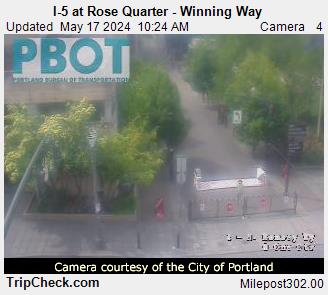 I-5 at Rose Quarter - Winning Way
Updated May 17 2024 10:24 AM Camera 4
PBOT
PORTLAND BUREAU OF TRANSPORTATION
Camera courtesy of the City of Portland
TripCheck.com Milepost302.00